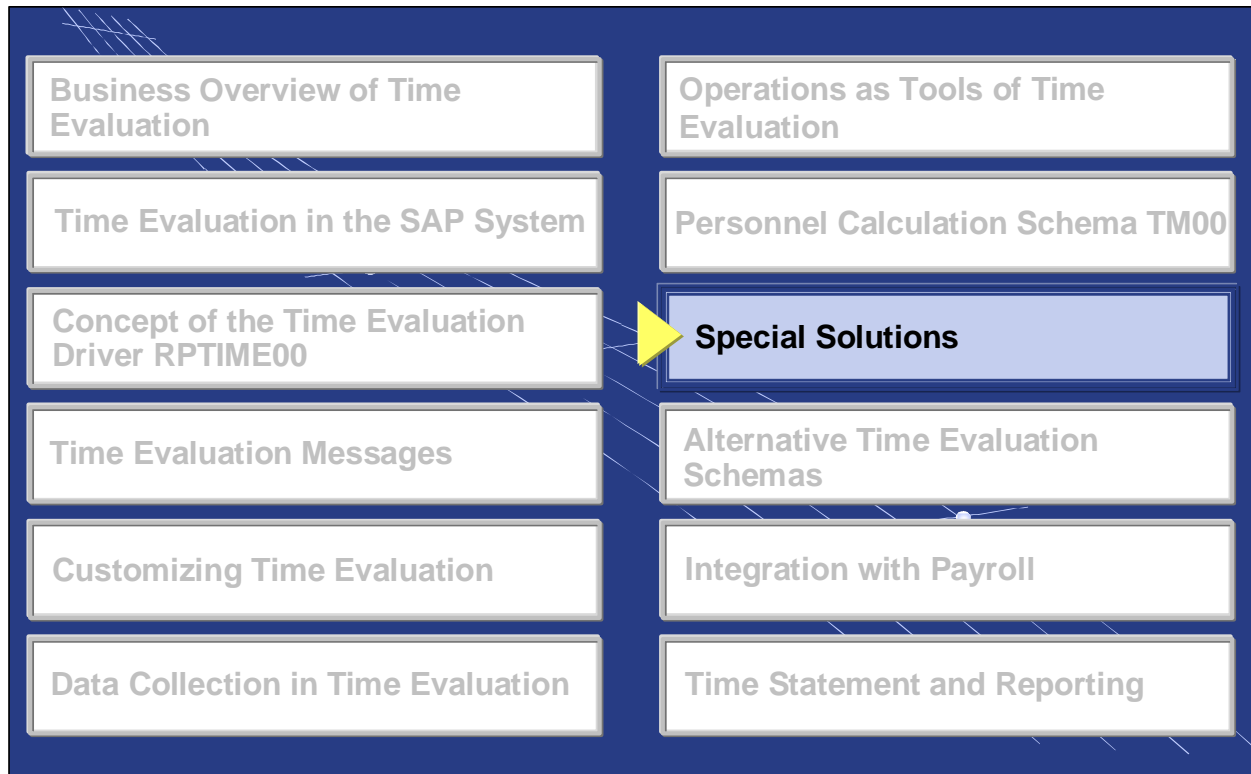 Business Overview of Time
Evaluation
Time Evaluation in the SAP System
Concept of the Time Evaluation
Driver RPTIME00
Time Evaluation Messages
Customizing Time Evaluation
Data Collection in Time Evaluation
Operations as Tools of Time
Evaluation
Personnel Calculation Schema TM00
Special Solutions
Alternative Time Evaluation
Schemas
Integration with Payroll
Time Statement and Reporting